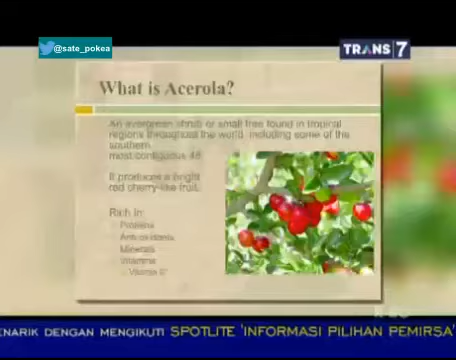 @sate_pokea
TRANS 7
What is Acerola?
An evergreen shrub or small tree found in tropical
regions throughout the world, including some of the
southern
most contiguous 48.
It produces a bright
red cherry-like fruit.
Rich In:
Proteins
Anti-oxidants
Minerals
Vitamins
Vitamin C
ENARIK DENGAN MENGIKUTI SPOTLITE 'INFORMASI PILIHAN PEMIRSA'